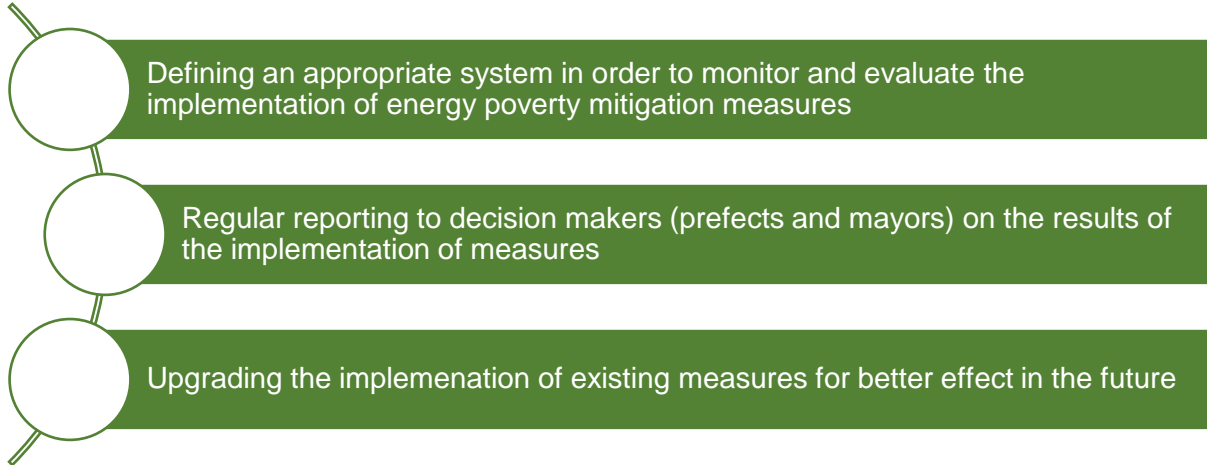 Defining an appropriate system in order to monitor and evaluate the
implementation of energy poverty mitigation measures
Regular reporting to decision makers (prefects and mayors) on the results of
the implementation of measures
Upgrading the implemenation of existing measures for better effect in the future